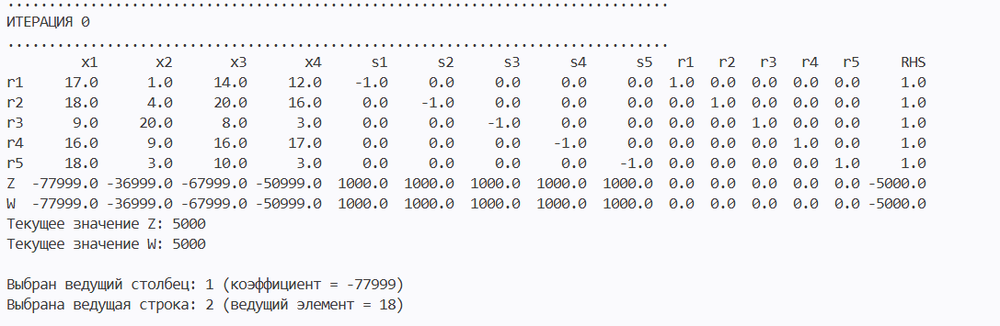 ................................................................................
ИТЕРАЦИЯ 0
................................................................................
x1 x2 x3 x4 s1 s2 s3 s4 s5 r1 r2 r3 r4 r5 RHS
r1 17.0 1.0 14.0 12.0 -1.0 0.0 0.0 0.0 0.0 1.0 0.0 0.0 0.0 0.0 1.0
r2 18.0 4.0 20.0 16.0 0.0 -1.0 0.0 0.0 0.0 0.0 1.0 0.0 0.0 0.0 1.0
r3 9.0 20.0 8.0 3.0 0.0 0.0 -1.0 0.0 0.0 0.0 0.0 1.0 0.0 0.0 1.0
r4 16.0 9.0 16.0 17.0 0.0 0.0 0.0 -1.0 0.0 0.0 0.0 0.0 1.0 0.0 1.0
r5 18.0 3.0 10.0 3.0 0.0 0.0 0.0 0.0 -1.0 0.0 0.0 0.0 0.0 1.0 1.0
Z -77999.0 -36999.0 -67999.0 -50999.0 1000.0 1000.0 1000.0 1000.0 1000.0 0.0 0.0 0.0 0.0 0.0 -5000.0
W -77999.0 -36999.0 -67999.0 -50999.0 1000.0 1000.0 1000.0 1000.0 1000.0 0.0 0.0 0.0 0.0 0.0 -5000.0
Текущее значение Z: 5000
Текущее значение W: 5000
Выбран ведущий столбец: 1 (коэффициент = -77999)
Выбрана ведущая строка: 2 (ведущий элемент = 18)